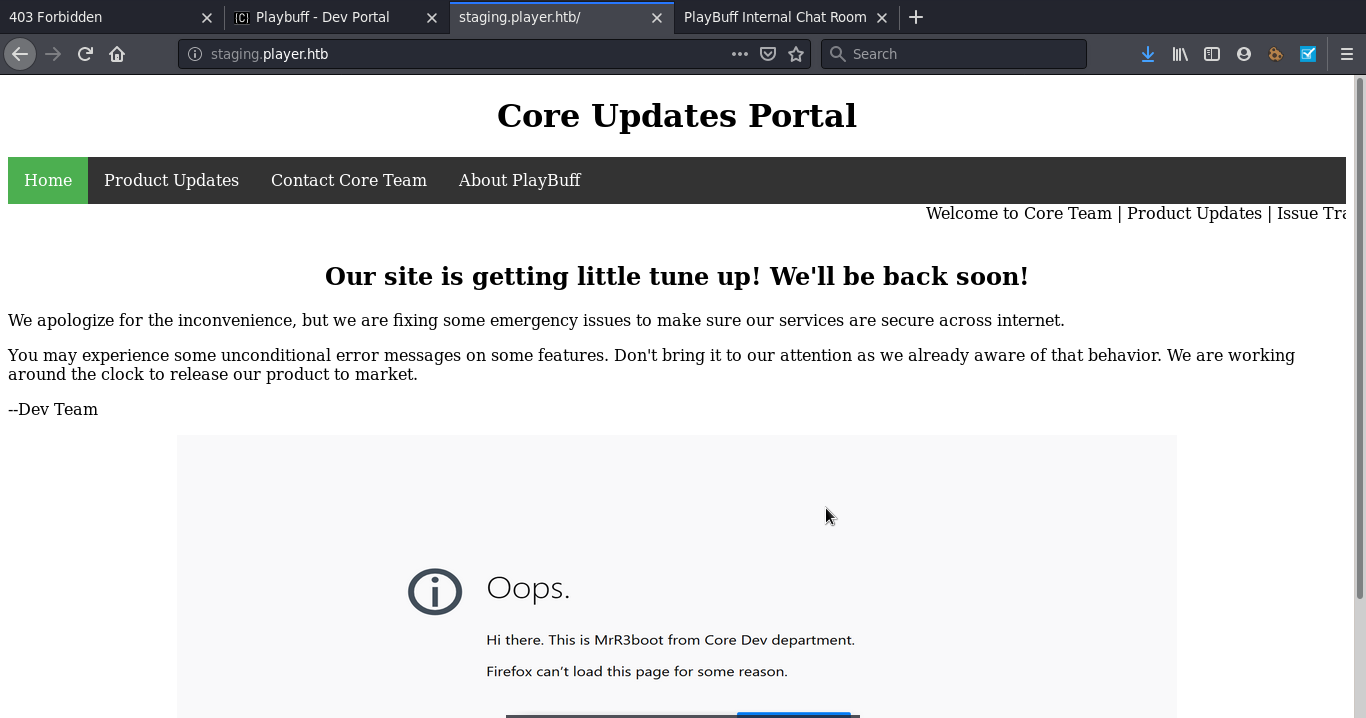 403 Forbidden
Playbuff - Dev Portal
staging.player.htb/
PlayBuff Internal Chat Room
staging.player.htb
Search
Core Updates Portal
Home Product Updates Contact Core Team About PlayBuff
Welcome to Core Team | Product Updates | Issue Tra
Our site is getting little tune up! We'll be back soon!
We apologize for the inconvenience, but we are fixing some emergency issues to make sure our services are secure across internet.
You may experience some unconditional error messages on some features. Don't bring it to our attention as we already aware of that behavior. We are working
around the clock to release our product to market.
--Dev Team
Oops.
Hi there. This is MrR3boot from Core Dev department.
Firefox can’t load this page for some reason.